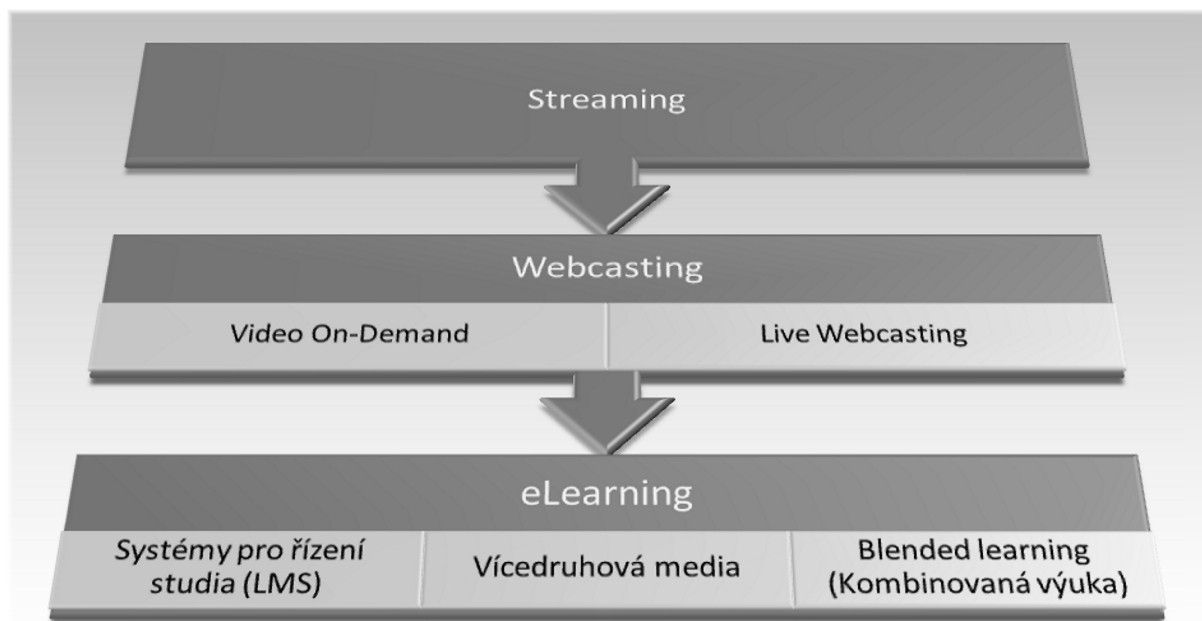 Streaming
Webcasting
Video On-Demand
Live Webcasting
eLearning
Systémy pro řízení
studia (LMS)
Vícedruhová media
Blended learning
(Kombinovaná výuka)